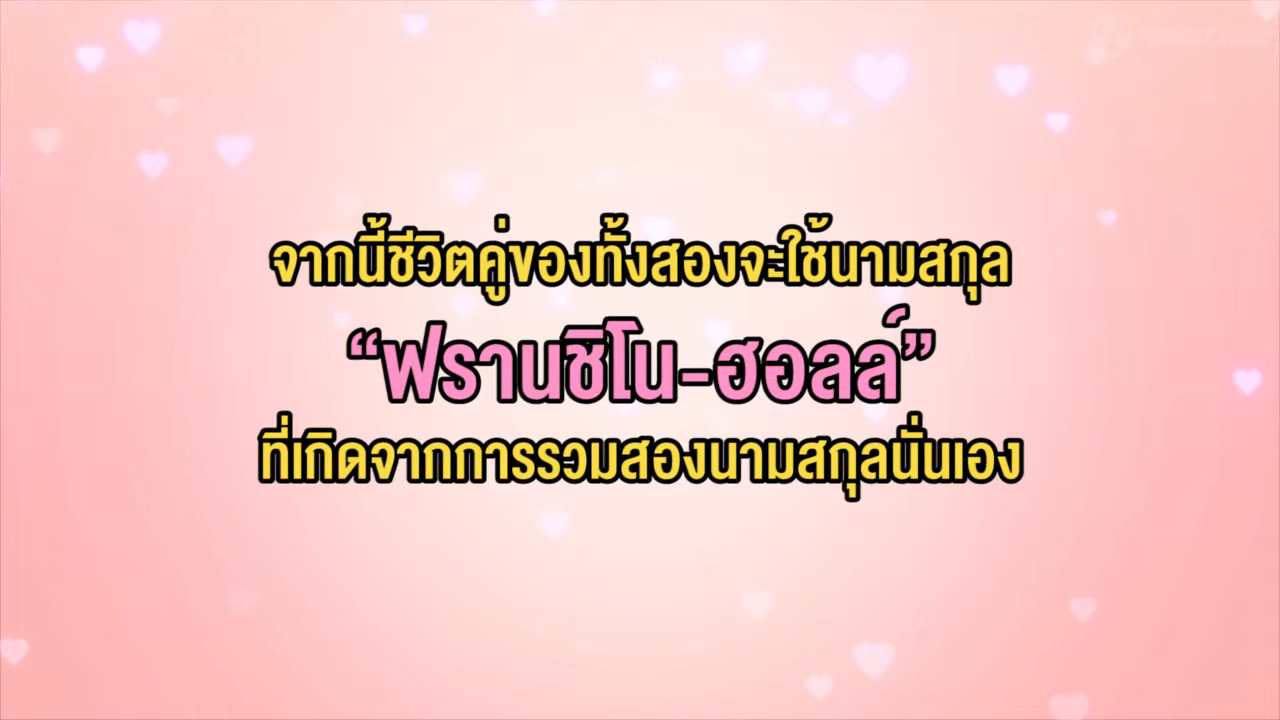 จากนี้ชีวิตคู่ของทั้งสองจะใช้นามสกุล
“ฟรานชิโน-ฮอลล์”
ที่เกิดจากการรวมสองนามสกุลนั่นเอง